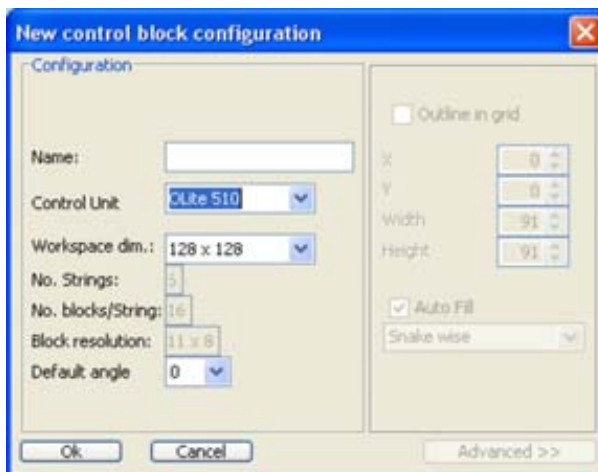 New control block configuration
Configuration
Name:
Control Unit
OLite 510
Workspace dim.:
128 x 128
No. Strings:
5
No. blocks/String:
16
Block resolution:
11 x 8
Default angle
0
Outline in grid
X
0
Y
0
Width
91
Height
91
Auto Fill
Snake wise
Ok
Cancel
Advanced >>